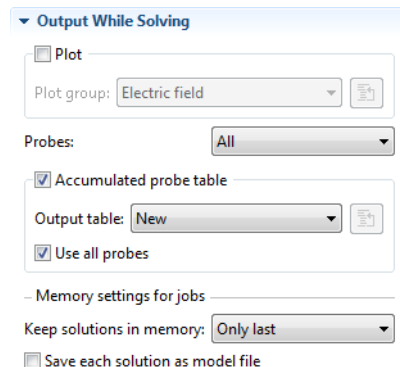 Output While Solving
Plot
Plot group: Electric field
Probes: All
Accumulated probe table
Output table: New
Use all probes
Memory settings for jobs
Keep solutions in memory: Only last
Save each solution as model file